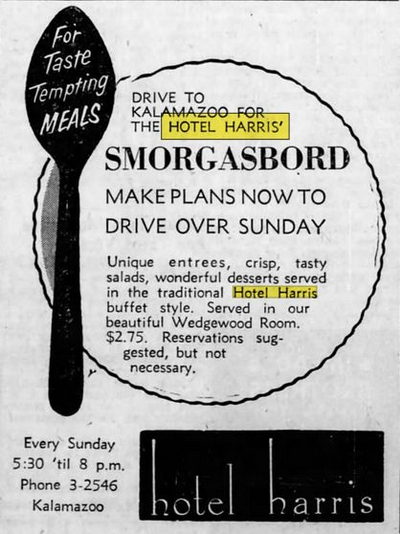 For
Taste
Tempting
MEALS
DRIVE TO
KALAMAZOO FOR
THE HOTEL HARRIS'
SMORGASBORD
MAKE PLANS NOW TO
DRIVE OVER SUNDAY
Unique entrees, crisp, tasty
salads, wonderful desserts served
in the traditional Hotel Harris
buffet style. Served in our
beautiful Wedgewood Room.
$2.75. Reservations sug-
gested, but not
necessary.
Every Sunday
5:30 'til 8 p.m.
Phone 3-2546
Kalamazoo
hotel harris